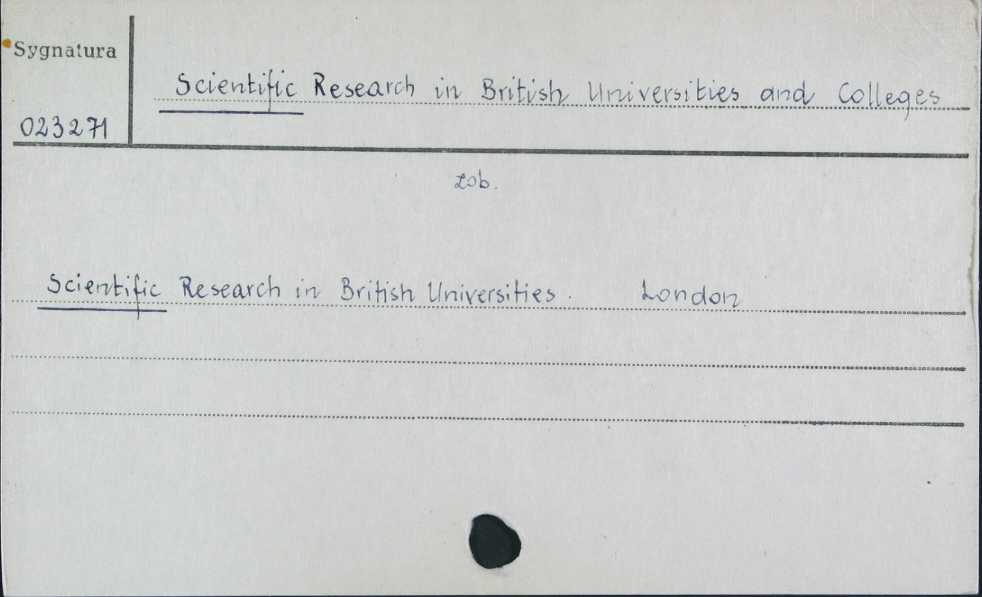 Sygnatura
Scientific Research in British Universities and Colleges
023271
zob.
Scientific Research in British Universities. London